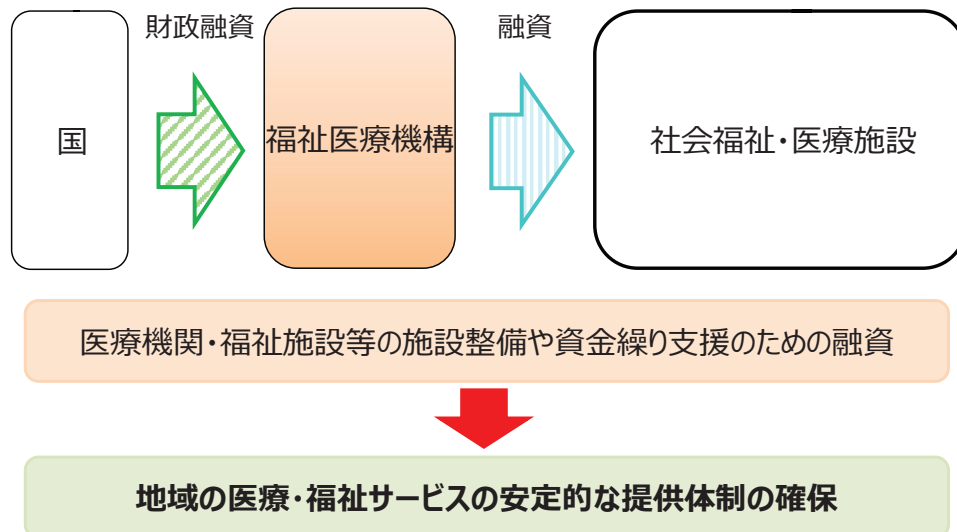 財政融資
融資
国
福祉医療機構
社会福祉・医療施設
医療機関・福祉施設等の施設整備や資金繰り支援のための融資
地域の医療・福祉サービスの安定的な提供体制の確保